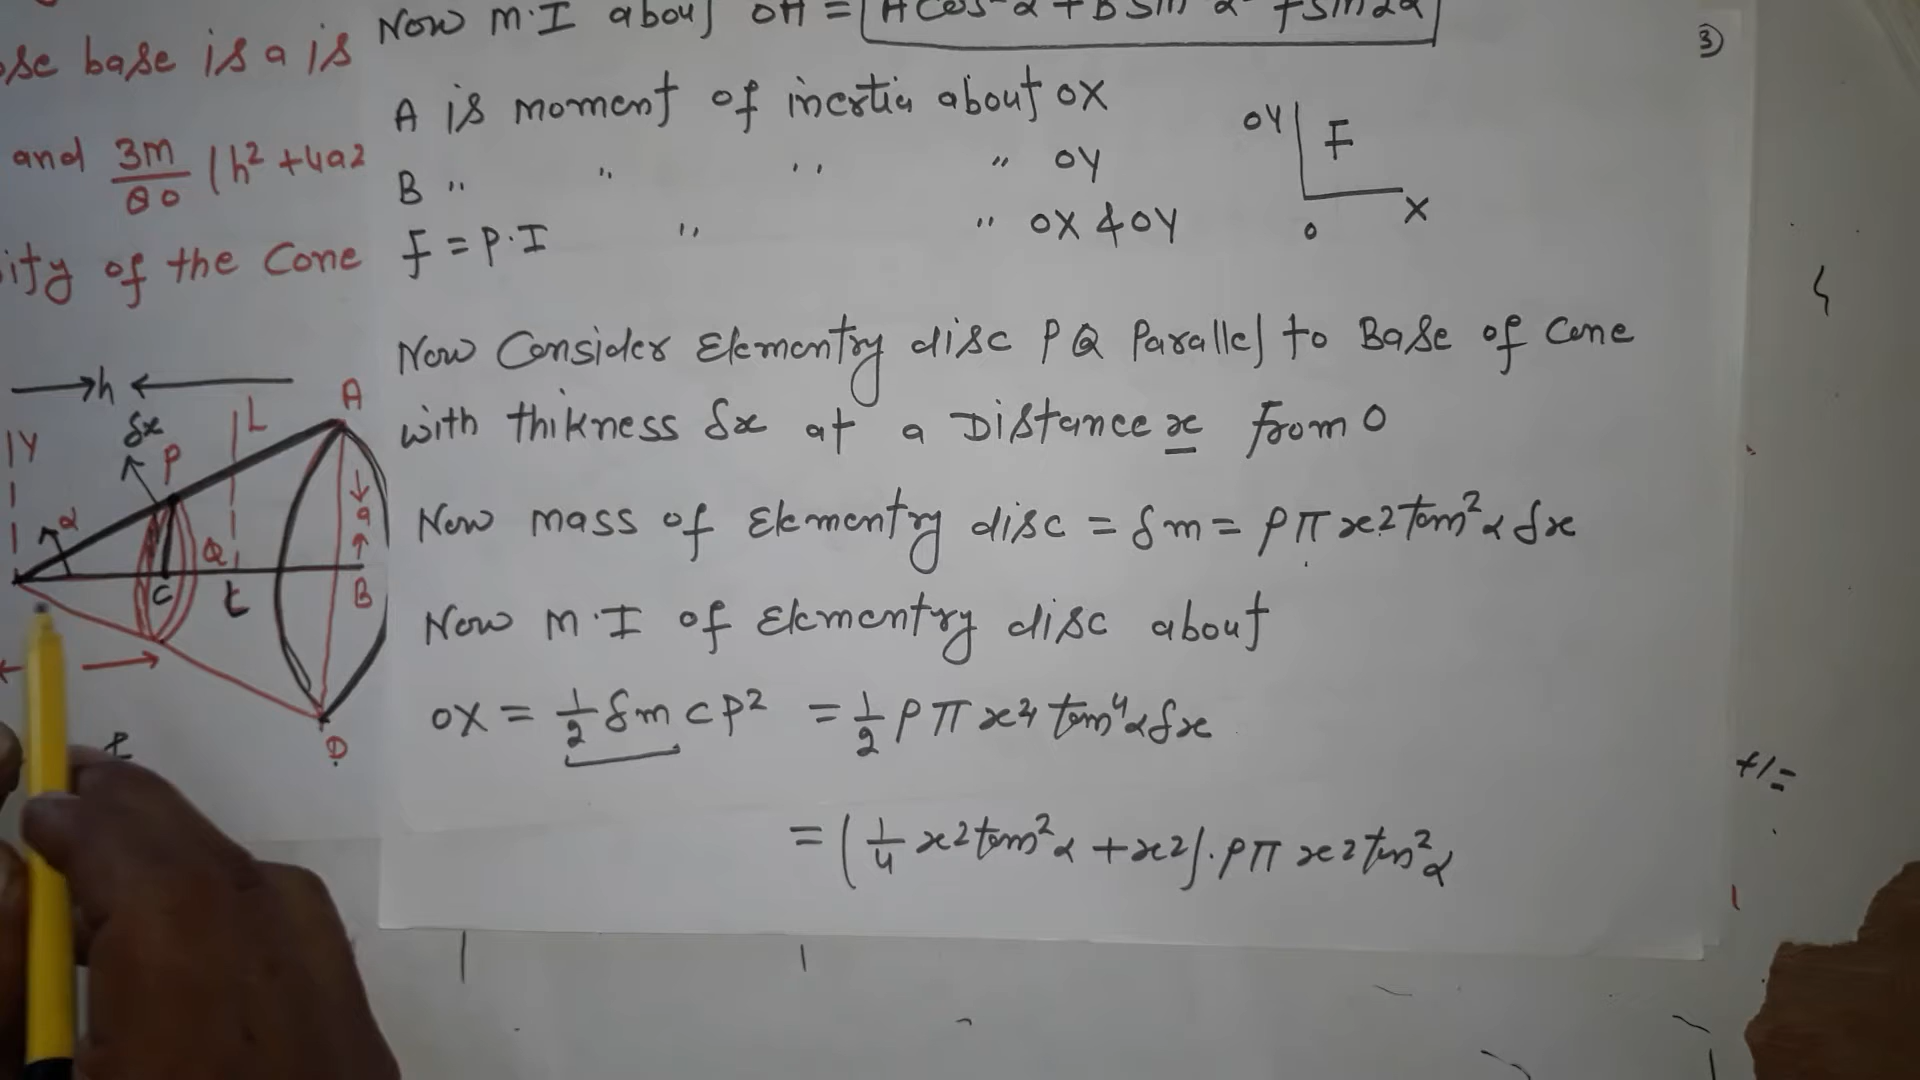 Now M.I about OA = A cos² α + B sin² α - F sin 2α
3
A is moment of inertia about OX
B " " " " OY
F = P.I " " OX & OY
OY
F
O
X
Now Consider Elementry disc PQ Parallel to Base of Cone
with thikness δx at a Distance x from O
Now mass of Elementry disc = δm = ρπ x2 tan² α δx
Now M.I of Elementry disc about
OX = 1/2 δm CP² = 1/2 ρ π x4 tan⁴ α δx
= (1/4 x2 tan² α + x2). ρπ x2 tan² α
base is a is
and 3M/80 (h² + 4a2
of the Cone
h
A
L
Y
δx
P
α
a
Q
C
t
B
D
+/=